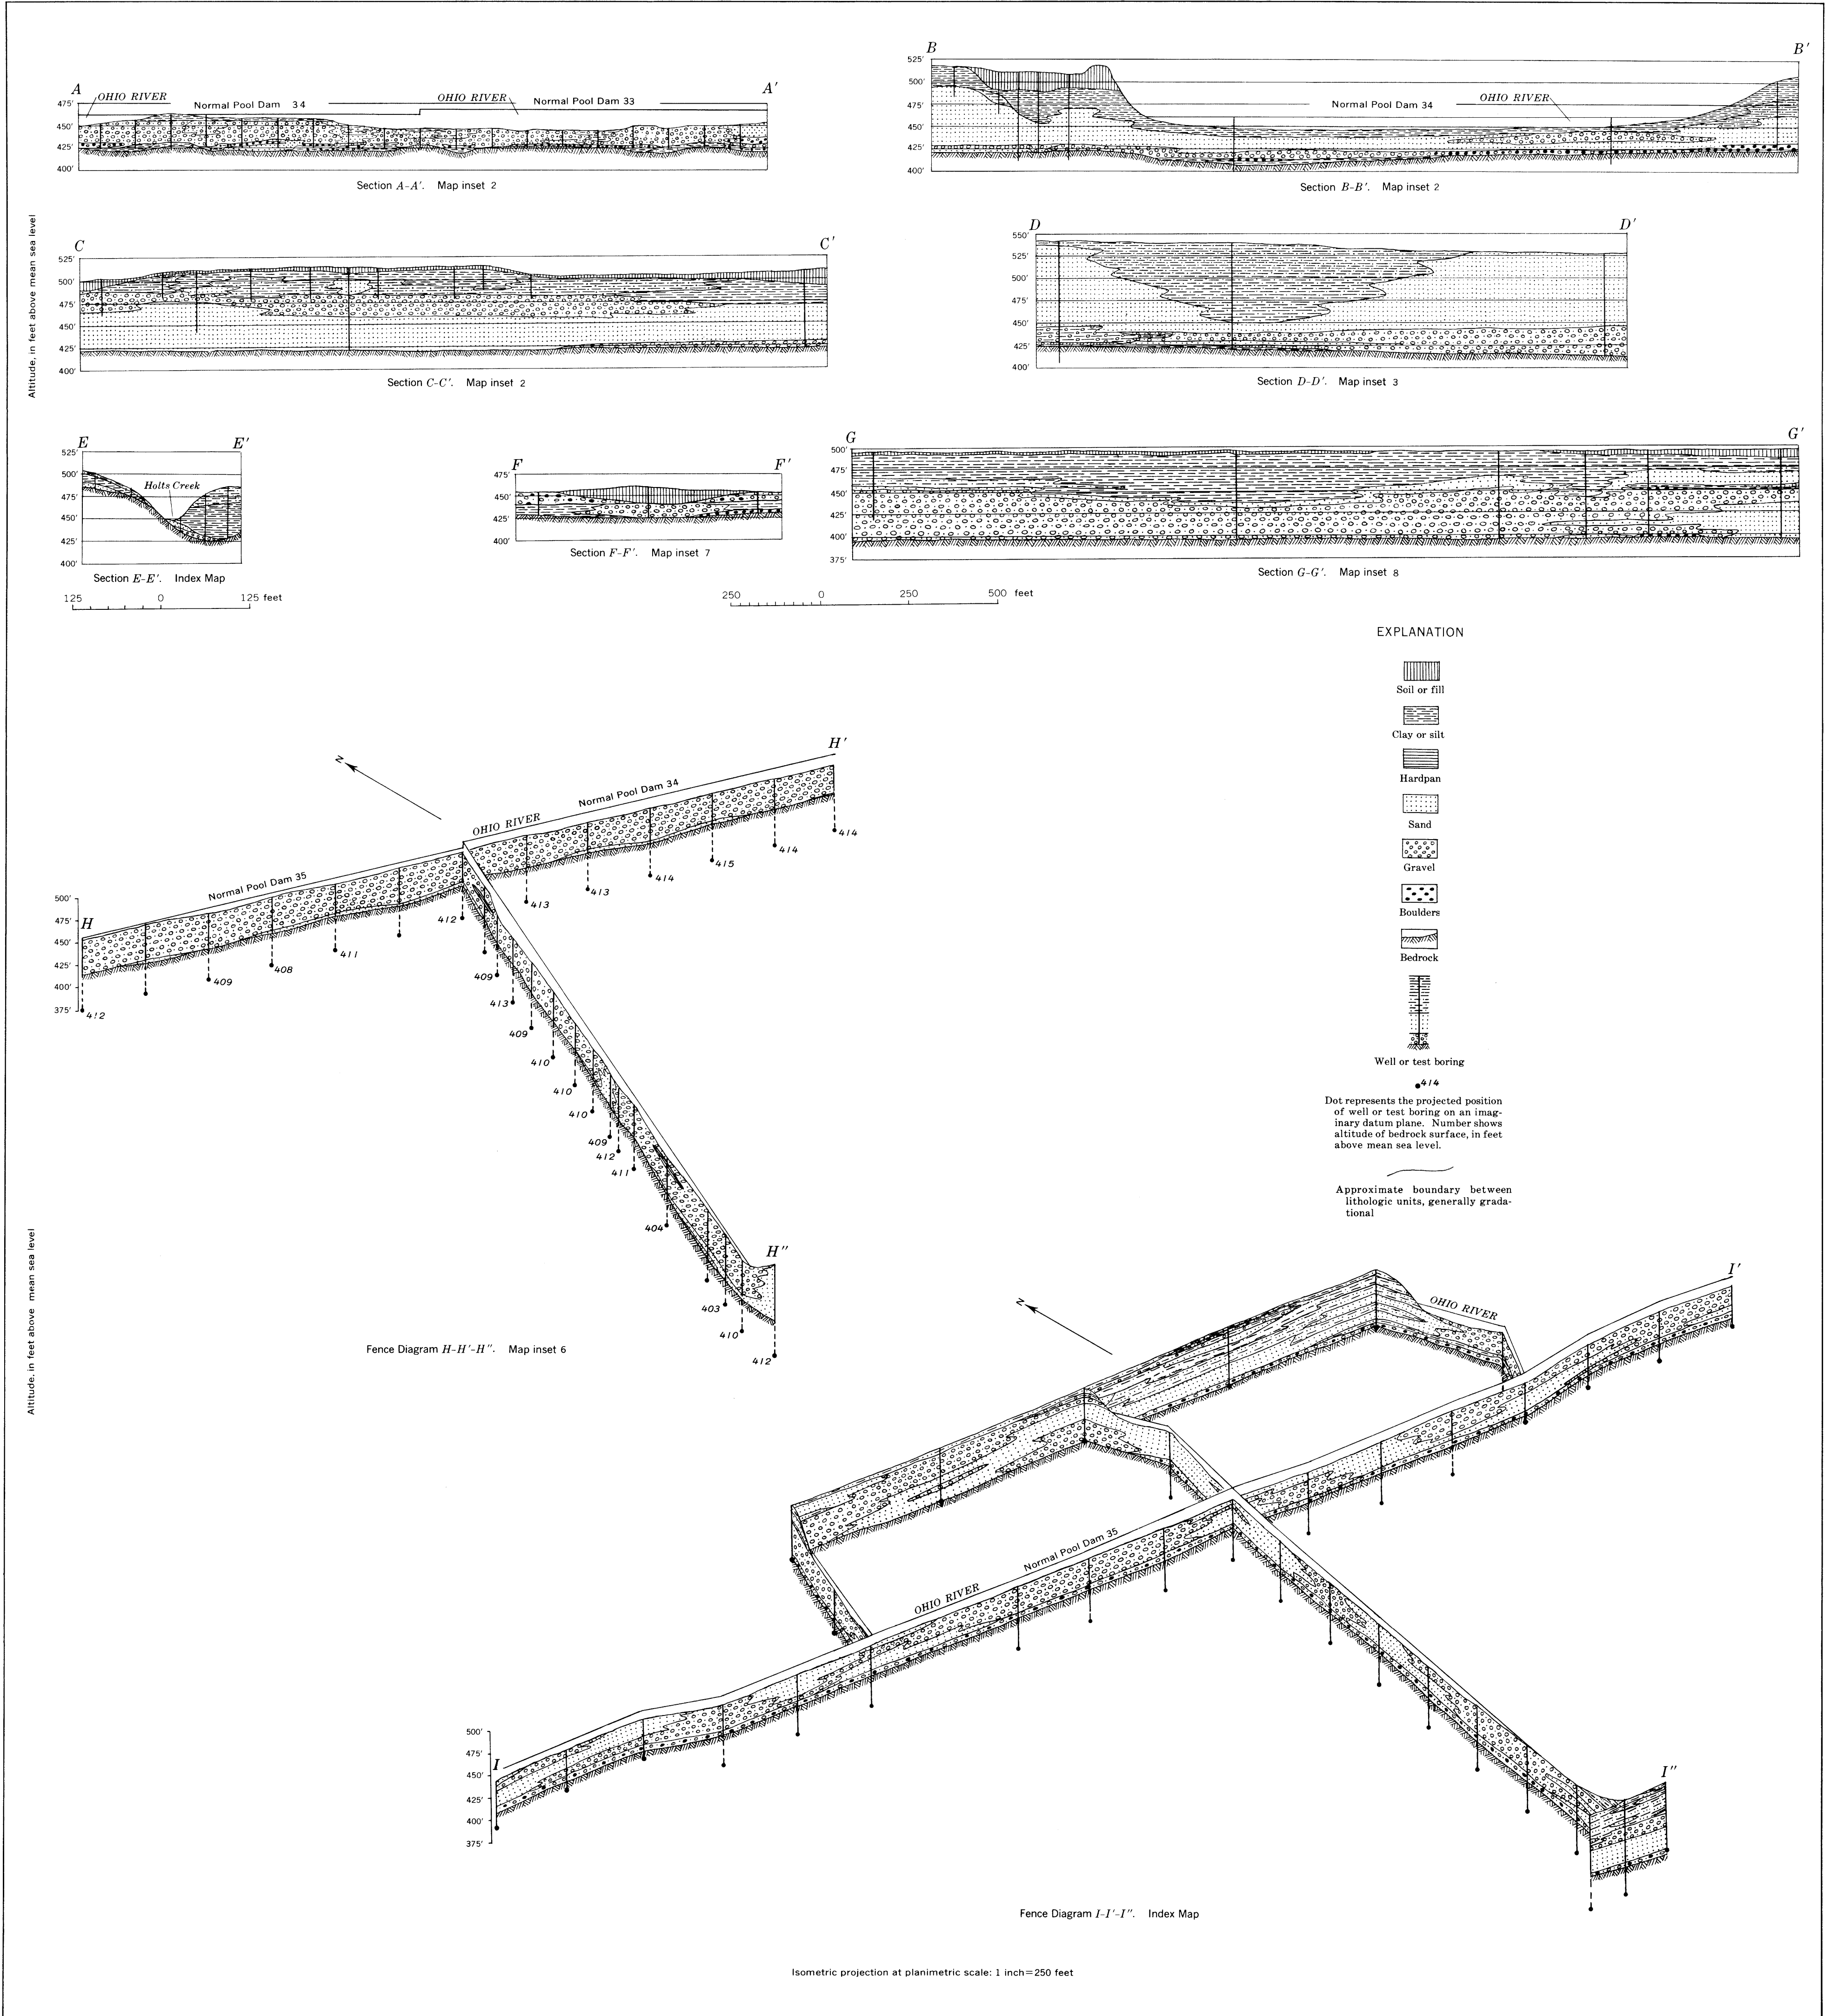 A
A'
OHIO RIVER
Normal Pool Dam 34
OHIO RIVER
Normal Pool Dam 33
475'
450'
425'
400'
Section A-A'. Map inset 2
B
B'
525'
500'
475'
450'
425'
400'
Normal Pool Dam 34
OHIO RIVER
Section B-B'. Map inset 2
Altitude, in feet above mean sea level
C
C'
525'
500'
475'
450'
425'
400'
Section C-C'. Map inset 2
D
D'
550'
525'
500'
475'
450'
425'
400'
Section D-D'. Map inset 3
E
E'
525'
500'
475'
450'
425'
400'
Holts Creek
Section E-E'. Index Map
F
F'
475'
450'
425'
400'
Section F-F'. Map inset 7
G
G'
500'
475'
450'
425'
400'
375'
Section G-G'. Map inset 8
125 0 125 feet
250 0 250 500 feet
EXPLANATION
Soil or fill
Clay or silt
Hardpan
Sand
Gravel
Boulders
Bedrock
Well or test boring
414
Dot represents the projected position
of well or test boring on an imag-
inary datum plane. Number shows
altitude of bedrock surface, in feet
above mean sea level.
Approximate boundary between
lithologic units, generally grada-
tional
N
H'
Normal Pool Dam 34
OHIO RIVER
Normal Pool Dam 35
H
500'
475'
450'
425'
400'
375'
412
409
408
411
412
413
413
414
415
414
414
409
413
409
410
410
410
409
412
411
404
403
410
412
H''
Fence Diagram H-H'-H''. Map inset 6
Altitude, in feet above mean sea level
N
I'
OHIO RIVER
Normal Pool Dam 35
OHIO RIVER
I
500'
475'
450'
425'
400'
375'
I''
Fence Diagram I-I'-I''. Index Map
Isometric projection at planimetric scale: 1 inch=250 feet